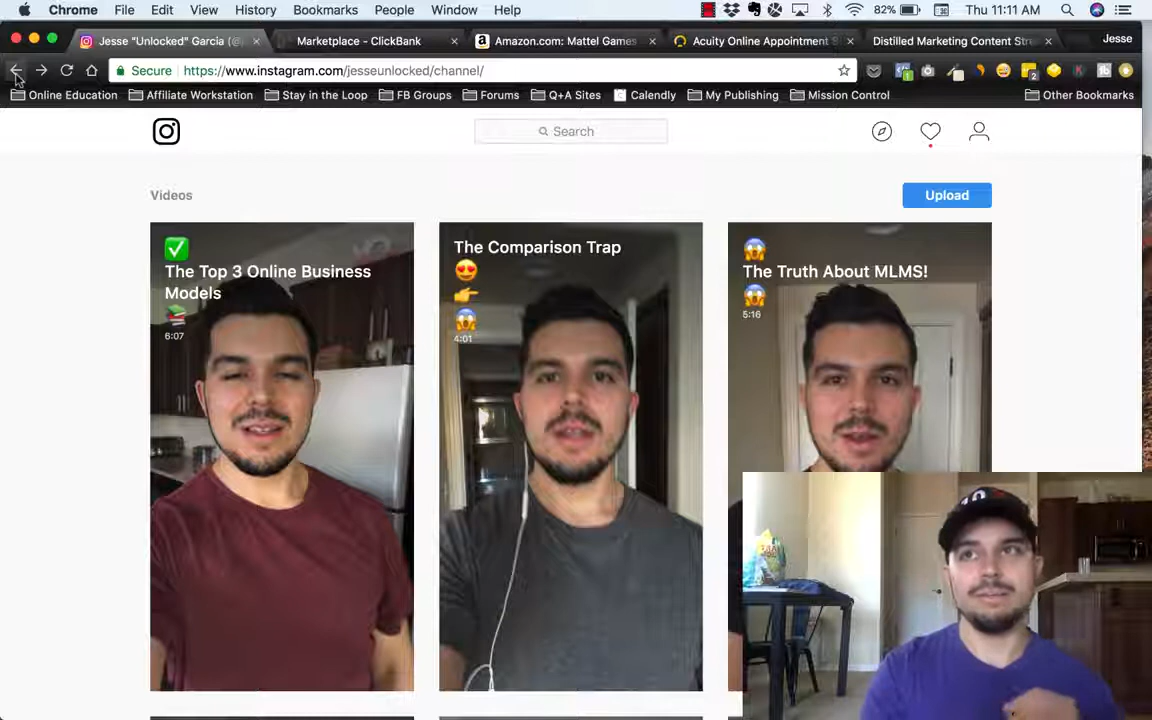 Chrome File Edit View History Bookmarks People Window Help 82% Thu 11:11 AM
Jesse "Unlocked" Garcia (@ Marketplace - ClickBank Amazon.com: Mattel Games Acuity Online Appointment S Distilled Marketing Content Stre Jesse
Secure https://www.instagram.com/jesseunlocked/channel/
Online Education Affiliate Workstation Stay in the Loop FB Groups Forums Q+A Sites Calendly My Publishing Mission Control Other Bookmarks
Search
Videos
Upload
The Top 3 Online Business
Models
6:07
The Comparison Trap
4:01
The Truth About MLMS!
5:16